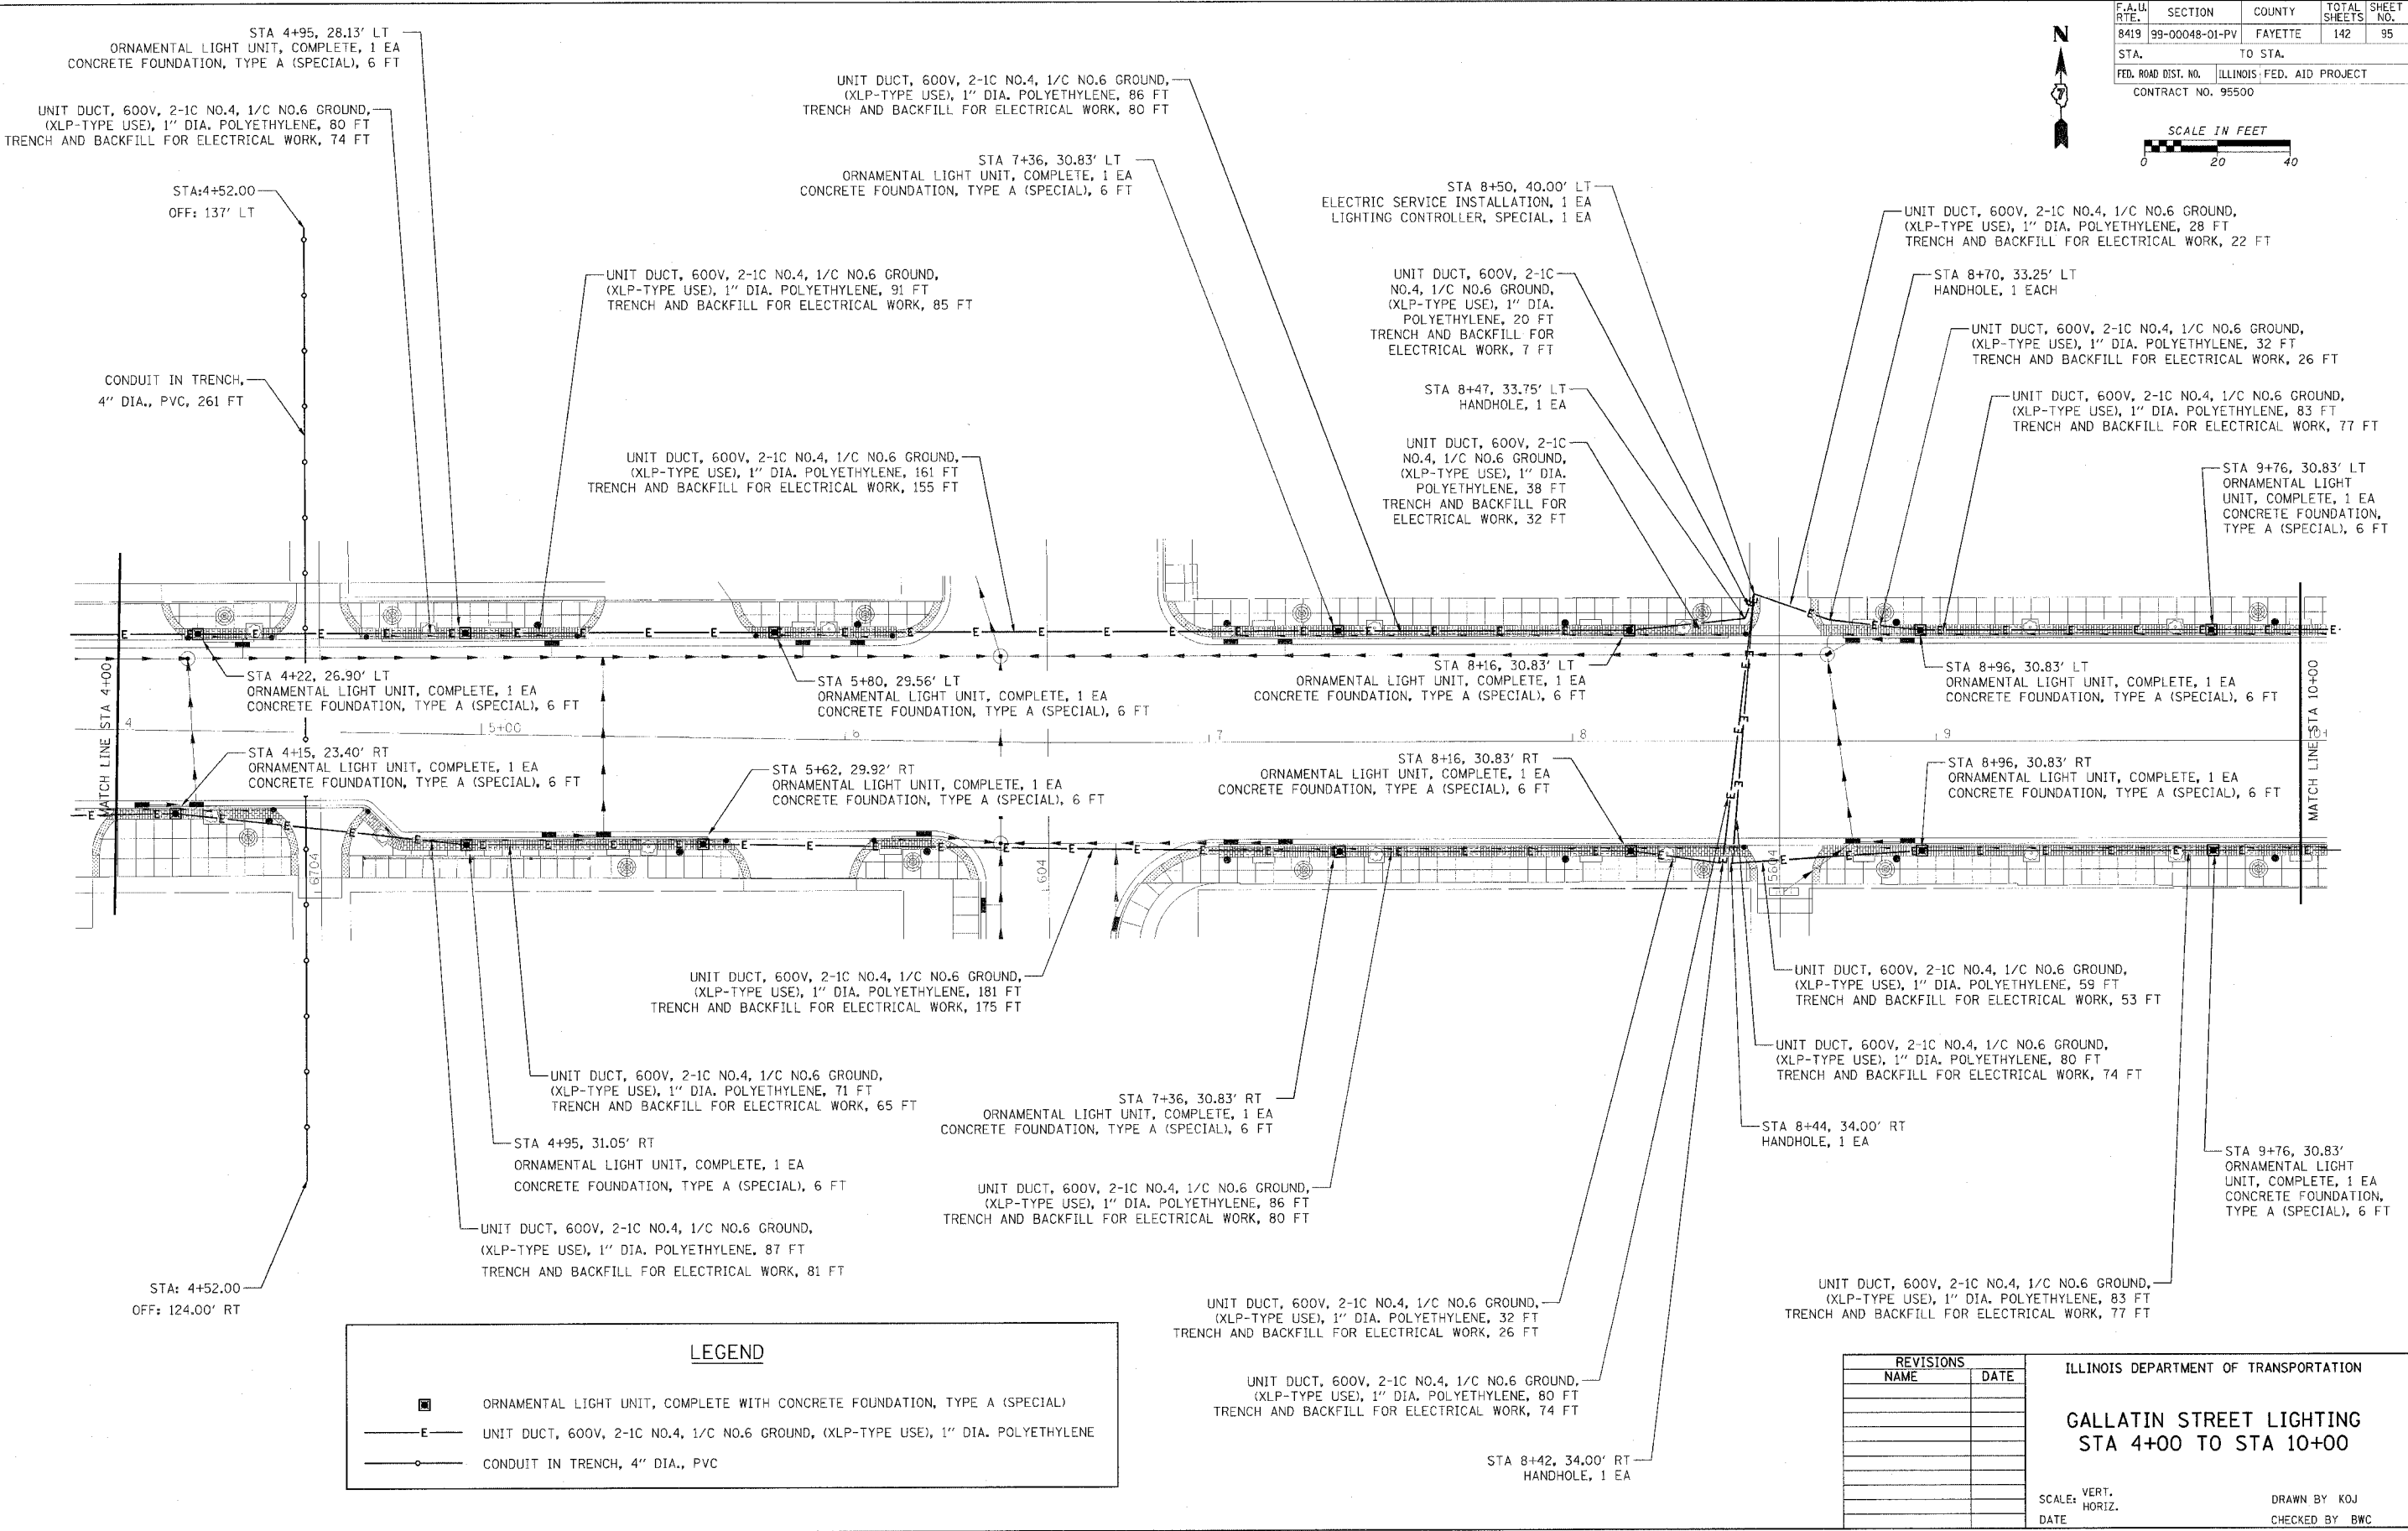 F.A.U. RTE. SECTION COUNTY TOTAL SHEETS SHEET NO.
8419 99-00048-01-PV FAYETTE 142 95
STA. TO STA.
FED. ROAD DIST. NO. ILLINOIS FED. AID PROJECT
CONTRACT NO. 95500
N
7
SCALE IN FEET
0 20 40
STA 4+95, 28.13' LT
ORNAMENTAL LIGHT UNIT, COMPLETE, 1 EA
CONCRETE FOUNDATION, TYPE A (SPECIAL), 6 FT
UNIT DUCT, 600V, 2-1C NO.4, 1/C NO.6 GROUND,
(XLP-TYPE USE), 1" DIA. POLYETHYLENE, 80 FT
TRENCH AND BACKFILL FOR ELECTRICAL WORK, 74 FT
STA:4+52.00
OFF: 137' LT
CONDUIT IN TRENCH,
4" DIA., PVC, 261 FT
UNIT DUCT, 600V, 2-1C NO.4, 1/C NO.6 GROUND,
(XLP-TYPE USE), 1" DIA. POLYETHYLENE, 91 FT
TRENCH AND BACKFILL FOR ELECTRICAL WORK, 85 FT
UNIT DUCT, 600V, 2-1C NO.4, 1/C NO.6 GROUND,
(XLP-TYPE USE), 1" DIA. POLYETHYLENE, 161 FT
TRENCH AND BACKFILL FOR ELECTRICAL WORK, 155 FT
UNIT DUCT, 600V, 2-1C NO.4, 1/C NO.6 GROUND,
(XLP-TYPE USE), 1" DIA. POLYETHYLENE, 86 FT
TRENCH AND BACKFILL FOR ELECTRICAL WORK, 80 FT
STA 7+36, 30.83' LT
ORNAMENTAL LIGHT UNIT, COMPLETE, 1 EA
CONCRETE FOUNDATION, TYPE A (SPECIAL), 6 FT
STA 8+50, 40.00' LT
ELECTRIC SERVICE INSTALLATION, 1 EA
LIGHTING CONTROLLER, SPECIAL, 1 EA
UNIT DUCT, 600V, 2-1C
NO.4, 1/C NO.6 GROUND,
(XLP-TYPE USE), 1" DIA.
POLYETHYLENE, 20 FT
TRENCH AND BACKFILL FOR
ELECTRICAL WORK, 7 FT
STA 8+47, 33.75' LT
HANDHOLE, 1 EA
UNIT DUCT, 600V, 2-1C
NO.4, 1/C NO.6 GROUND,
(XLP-TYPE USE), 1" DIA.
POLYETHYLENE, 38 FT
TRENCH AND BACKFILL FOR
ELECTRICAL WORK, 32 FT
UNIT DUCT, 600V, 2-1C NO.4, 1/C NO.6 GROUND,
(XLP-TYPE USE), 1" DIA. POLYETHYLENE, 28 FT
TRENCH AND BACKFILL FOR ELECTRICAL WORK, 22 FT
STA 8+70, 33.25' LT
HANDHOLE, 1 EACH
UNIT DUCT, 600V, 2-1C NO.4, 1/C NO.6 GROUND,
(XLP-TYPE USE), 1" DIA. POLYETHYLENE, 32 FT
TRENCH AND BACKFILL FOR ELECTRICAL WORK, 26 FT
UNIT DUCT, 600V, 2-1C NO.4, 1/C NO.6 GROUND,
(XLP-TYPE USE), 1" DIA. POLYETHYLENE, 83 FT
TRENCH AND BACKFILL FOR ELECTRICAL WORK, 77 FT
STA 9+76, 30.83' LT
ORNAMENTAL LIGHT
UNIT, COMPLETE, 1 EA
CONCRETE FOUNDATION,
TYPE A (SPECIAL), 6 FT
MATCH LINE STA 4+00
STA 4+22, 26.90' LT
ORNAMENTAL LIGHT UNIT, COMPLETE, 1 EA
CONCRETE FOUNDATION, TYPE A (SPECIAL), 6 FT
STA 5+80, 29.56' LT
ORNAMENTAL LIGHT UNIT, COMPLETE, 1 EA
CONCRETE FOUNDATION, TYPE A (SPECIAL), 6 FT
STA 8+16, 30.83' LT
ORNAMENTAL LIGHT UNIT, COMPLETE, 1 EA
CONCRETE FOUNDATION, TYPE A (SPECIAL), 6 FT
STA 8+96, 30.83' LT
ORNAMENTAL LIGHT UNIT, COMPLETE, 1 EA
CONCRETE FOUNDATION, TYPE A (SPECIAL), 6 FT
MATCH LINE STA 10+00
4 5+00 6 7 8 9 10+
STA 4+15, 23.40' RT
ORNAMENTAL LIGHT UNIT, COMPLETE, 1 EA
CONCRETE FOUNDATION, TYPE A (SPECIAL), 6 FT
STA 5+62, 29.92' RT
ORNAMENTAL LIGHT UNIT, COMPLETE, 1 EA
CONCRETE FOUNDATION, TYPE A (SPECIAL), 6 FT
STA 8+16, 30.83' RT
ORNAMENTAL LIGHT UNIT, COMPLETE, 1 EA
CONCRETE FOUNDATION, TYPE A (SPECIAL), 6 FT
STA 8+96, 30.83' RT
ORNAMENTAL LIGHT UNIT, COMPLETE, 1 EA
CONCRETE FOUNDATION, TYPE A (SPECIAL), 6 FT
6704
604
5604
UNIT DUCT, 600V, 2-1C NO.4, 1/C NO.6 GROUND,
(XLP-TYPE USE), 1" DIA. POLYETHYLENE, 181 FT
TRENCH AND BACKFILL FOR ELECTRICAL WORK, 175 FT
UNIT DUCT, 600V, 2-1C NO.4, 1/C NO.6 GROUND,
(XLP-TYPE USE), 1" DIA. POLYETHYLENE, 71 FT
TRENCH AND BACKFILL FOR ELECTRICAL WORK, 65 FT
STA 4+95, 31.05' RT
ORNAMENTAL LIGHT UNIT, COMPLETE, 1 EA
CONCRETE FOUNDATION, TYPE A (SPECIAL), 6 FT
UNIT DUCT, 600V, 2-1C NO.4, 1/C NO.6 GROUND,
(XLP-TYPE USE), 1" DIA. POLYETHYLENE, 87 FT
TRENCH AND BACKFILL FOR ELECTRICAL WORK, 81 FT
STA: 4+52.00
OFF: 124.00' RT
STA 7+36, 30.83' RT
ORNAMENTAL LIGHT UNIT, COMPLETE, 1 EA
CONCRETE FOUNDATION, TYPE A (SPECIAL), 6 FT
UNIT DUCT, 600V, 2-1C NO.4, 1/C NO.6 GROUND,
(XLP-TYPE USE), 1" DIA. POLYETHYLENE, 86 FT
TRENCH AND BACKFILL FOR ELECTRICAL WORK, 80 FT
UNIT DUCT, 600V, 2-1C NO.4, 1/C NO.6 GROUND,
(XLP-TYPE USE), 1" DIA. POLYETHYLENE, 32 FT
TRENCH AND BACKFILL FOR ELECTRICAL WORK, 26 FT
UNIT DUCT, 600V, 2-1C NO.4, 1/C NO.6 GROUND,
(XLP-TYPE USE), 1" DIA. POLYETHYLENE, 80 FT
TRENCH AND BACKFILL FOR ELECTRICAL WORK, 74 FT
STA 8+42, 34.00' RT
HANDHOLE, 1 EA
UNIT DUCT, 600V, 2-1C NO.4, 1/C NO.6 GROUND,
(XLP-TYPE USE), 1" DIA. POLYETHYLENE, 59 FT
TRENCH AND BACKFILL FOR ELECTRICAL WORK, 53 FT
UNIT DUCT, 600V, 2-1C NO.4, 1/C NO.6 GROUND,
(XLP-TYPE USE), 1" DIA. POLYETHYLENE, 80 FT
TRENCH AND BACKFILL FOR ELECTRICAL WORK, 74 FT
STA 8+44, 34.00' RT
HANDHOLE, 1 EA
STA 9+76, 30.83'
ORNAMENTAL LIGHT
UNIT, COMPLETE, 1 EA
CONCRETE FOUNDATION,
TYPE A (SPECIAL), 6 FT
UNIT DUCT, 600V, 2-1C NO.4, 1/C NO.6 GROUND,
(XLP-TYPE USE), 1" DIA. POLYETHYLENE, 83 FT
TRENCH AND BACKFILL FOR ELECTRICAL WORK, 77 FT
LEGEND
ORNAMENTAL LIGHT UNIT, COMPLETE WITH CONCRETE FOUNDATION, TYPE A (SPECIAL)
E UNIT DUCT, 600V, 2-1C NO.4, 1/C NO.6 GROUND, (XLP-TYPE USE), 1" DIA. POLYETHYLENE
CONDUIT IN TRENCH, 4" DIA., PVC
REVISIONS
NAME DATE
ILLINOIS DEPARTMENT OF TRANSPORTATION
GALLATIN STREET LIGHTING
STA 4+00 TO STA 10+00
SCALE: VERT.
HORIZ.
DATE
DRAWN BY KOJ
CHECKED BY BWC